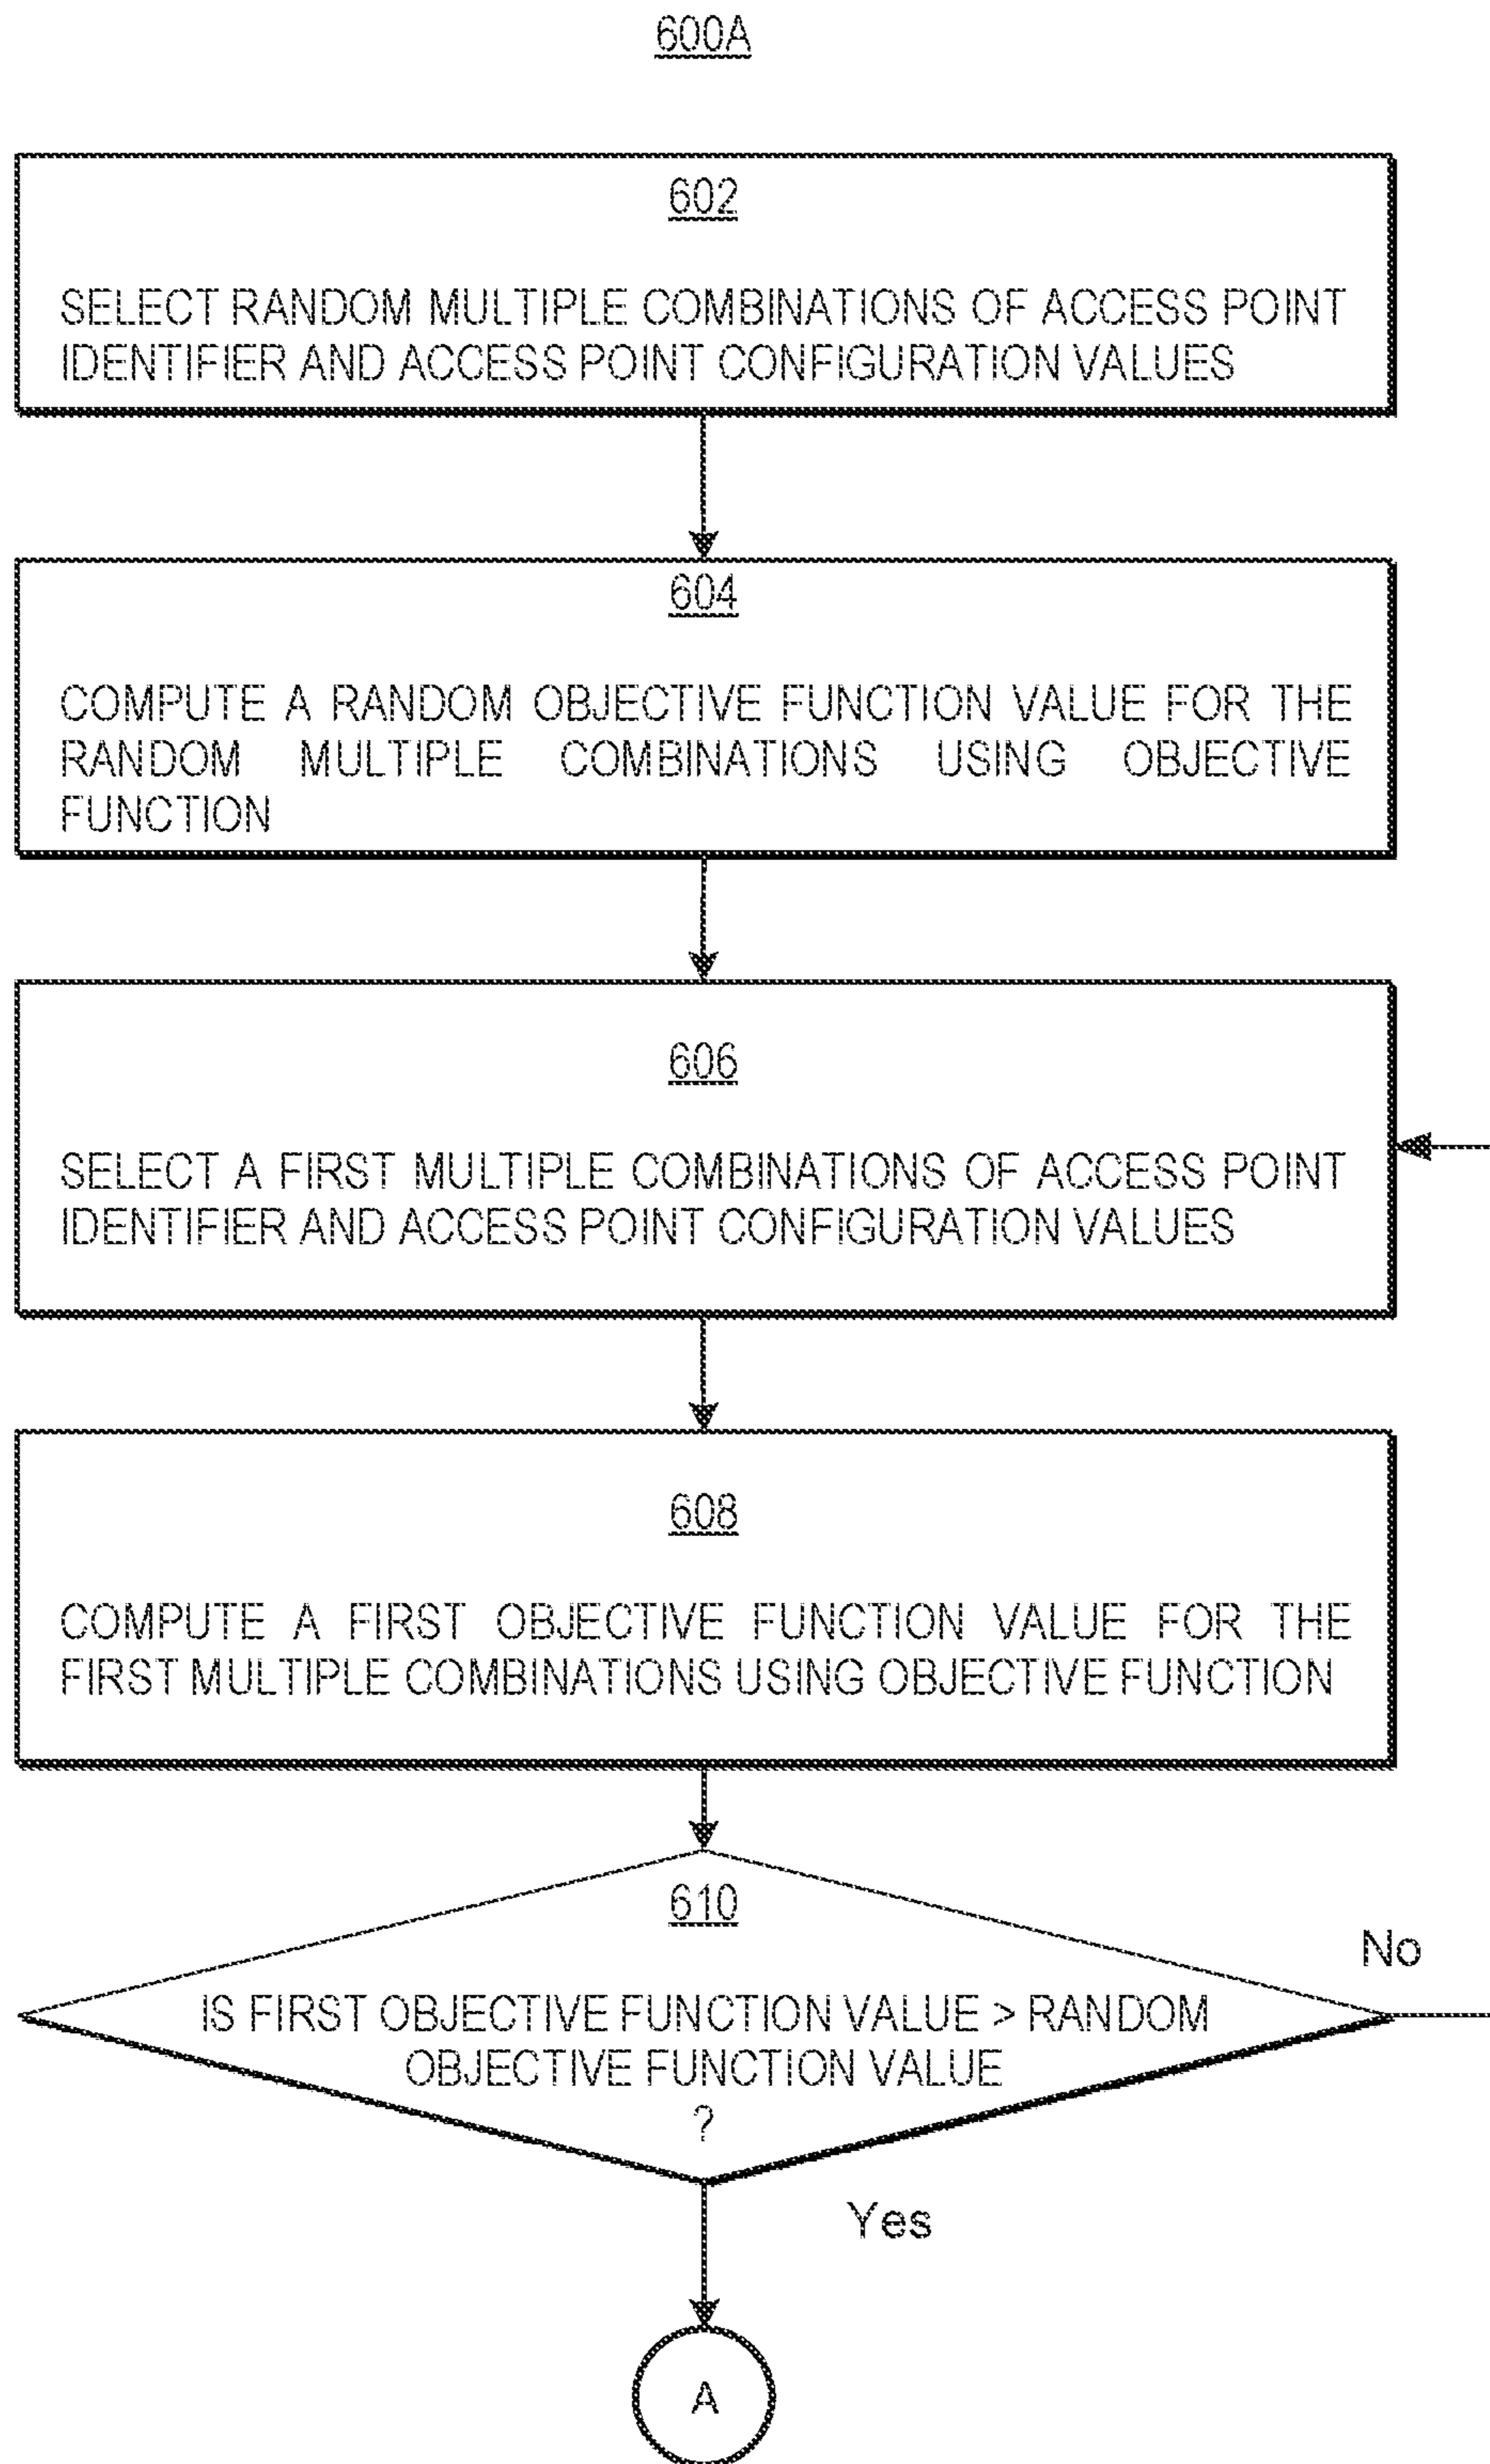 600A
602
SELECT RANDOM MULTIPLE COMBINATIONS OF ACCESS POINT
IDENTIFIER AND ACCESS POINT CONFIGURATION VALUES
604
COMPUTE A RANDOM OBJECTIVE FUNCTION VALUE FOR THE
RANDOM MULTIPLE COMBINATIONS USING OBJECTIVE
FUNCTION
606
SELECT A FIRST MULTIPLE COMBINATIONS OF ACCESS POINT
IDENTIFIER AND ACCESS POINT CONFIGURATION VALUES
608
COMPUTE A FIRST OBJECTIVE FUNCTION VALUE FOR THE
FIRST MULTIPLE COMBINATIONS USING OBJECTIVE FUNCTION
610
No
IS FIRST OBJECTIVE FUNCTION VALUE > RANDOM
OBJECTIVE FUNCTION VALUE
?
Yes
A